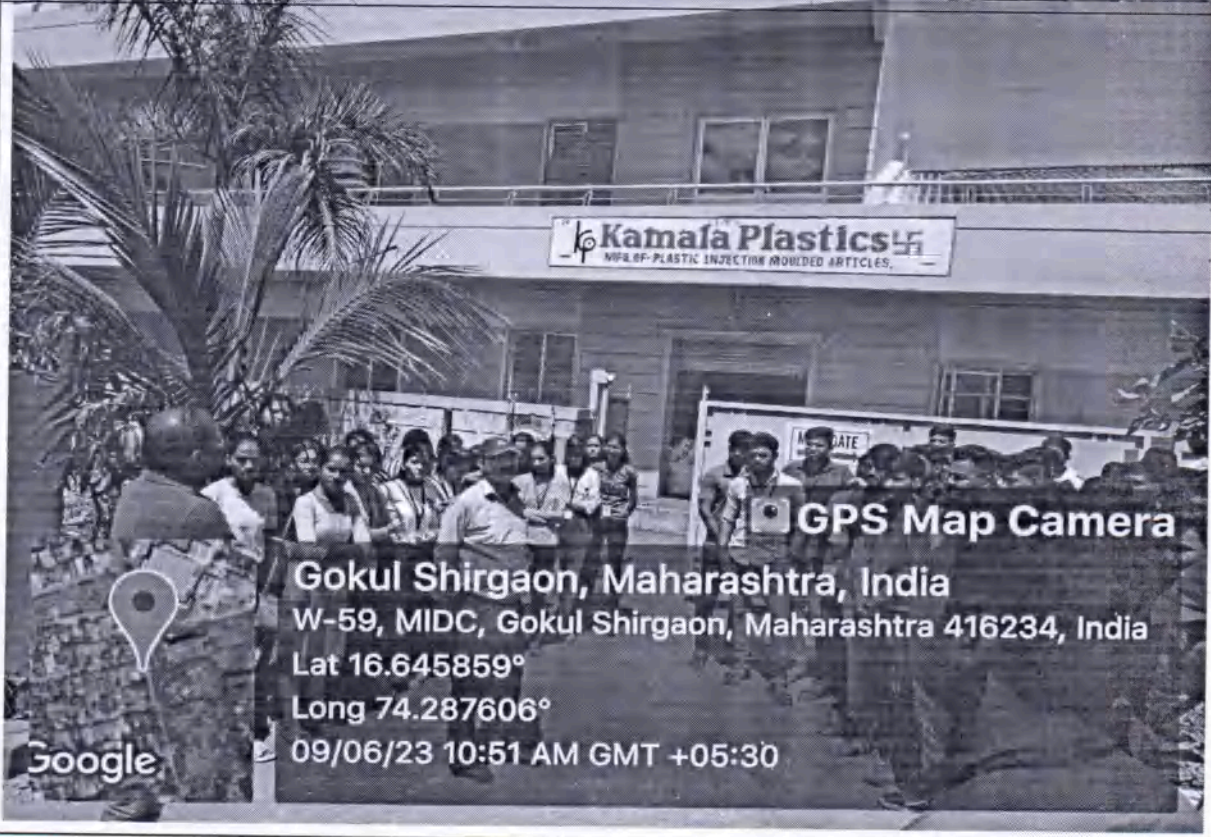 Kp Kamala Plastics 卐
MFG.OF-PLASTIC INJECTION MOULDED ARTICLES.
GPS Map Camera
Gokul Shirgaon, Maharashtra, India
W-59, MIDC, Gokul Shirgaon, Maharashtra 416234, India
Lat 16.645859°
Long 74.287606°
09/06/23 10:51 AM GMT +05:30
Google